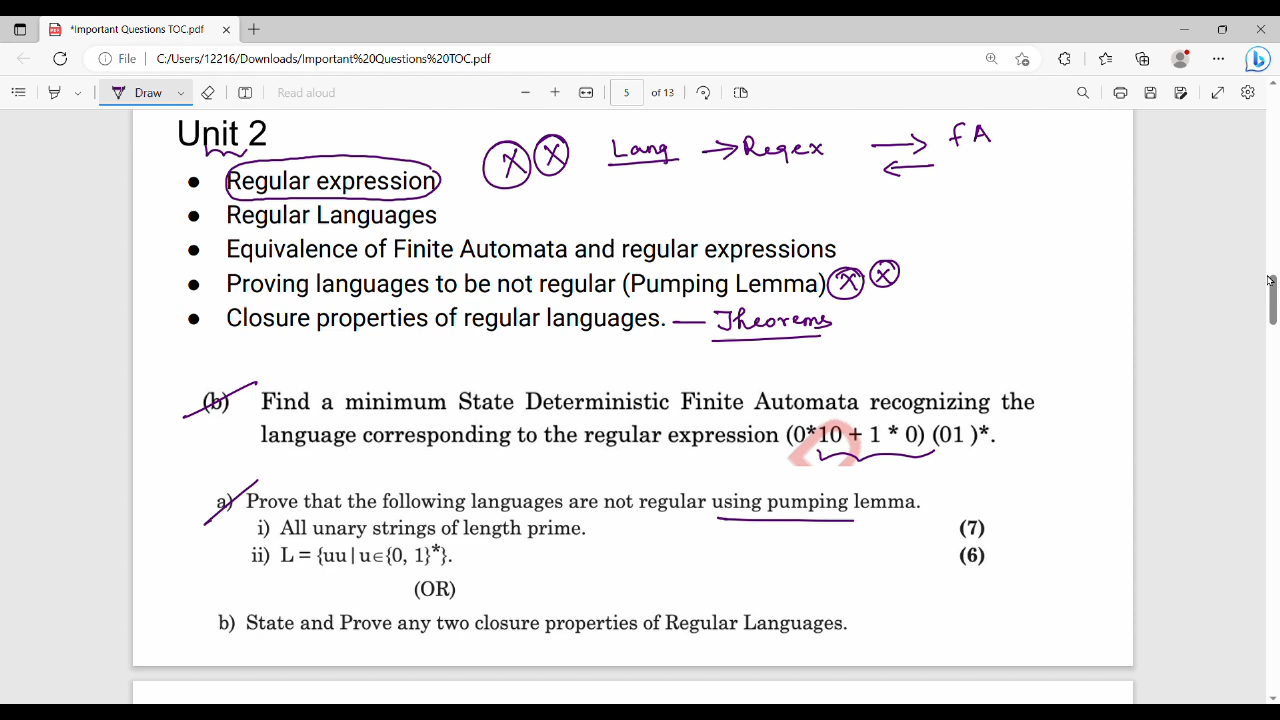 *Important Questions TOC.pdf
File | C:/Users/12216/Downloads/Important%20Questions%20TOC.pdf
Draw Read aloud 5 of 13
Unit 2 Lang → Regex fA
● Regular expression
● Regular Languages
● Equivalence of Finite Automata and regular expressions
● Proving languages to be not regular (Pumping Lemma)
● Closure properties of regular languages. — Theorems
(b) Find a minimum State Deterministic Finite Automata recognizing the
language corresponding to the regular expression (0*10 + 1 * 0) (01 )*.
a) Prove that the following languages are not regular using pumping lemma.
i) All unary strings of length prime. (7)
ii) L = {uu|u∈{0, 1}*}. (6)
(OR)
b) State and Prove any two closure properties of Regular Languages.